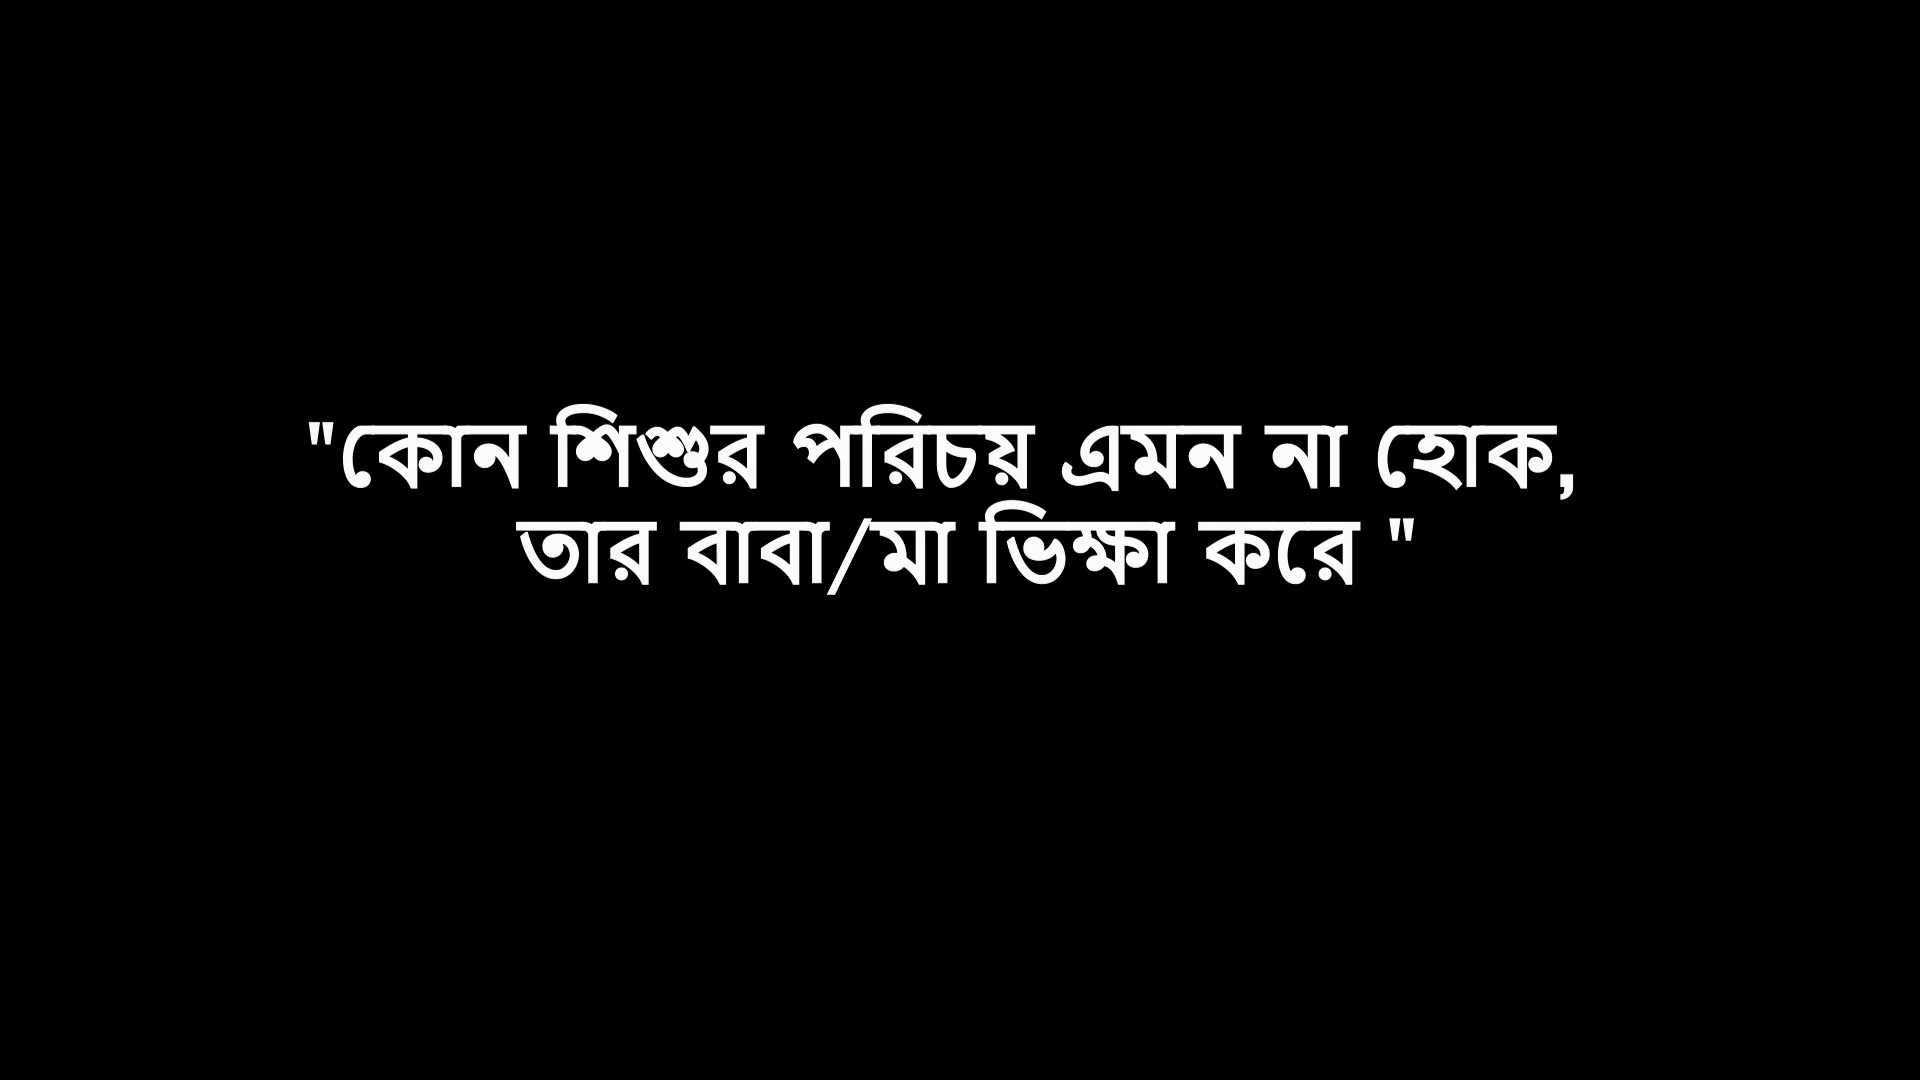 "কোন শিশুর পরিচয় এমন না হোক,
তার বাবা/মা ভিক্ষা করে "